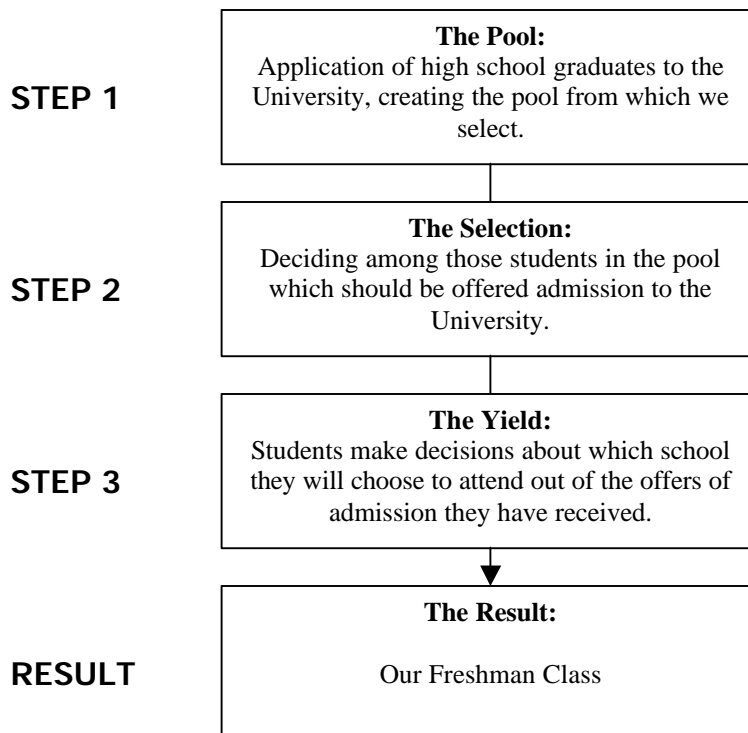 STEP 1
The Pool:
Application of high school graduates to the
University, creating the pool from which we
select.
STEP 2
The Selection:
Deciding among those students in the pool
which should be offered admission to the
University.
STEP 3
The Yield:
Students make decisions about which school
they will choose to attend out of the offers of
admission they have received.
RESULT
The Result:
Our Freshman Class